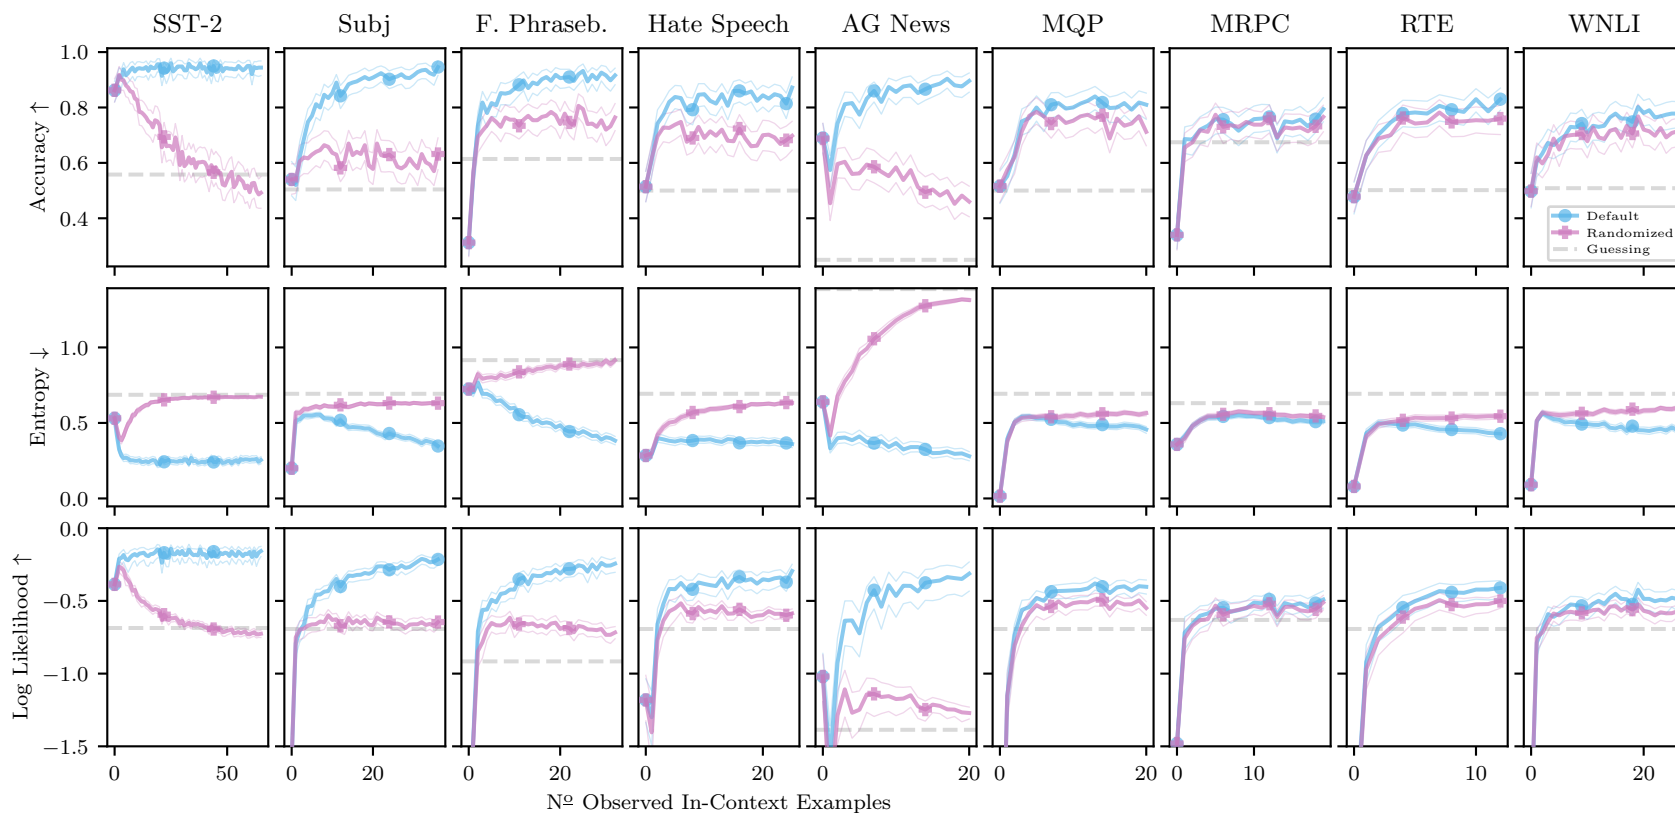 SST-2 Subj F. Phraseb. Hate Speech AG News MQP MRPC RTE WNLI
Accuracy ↑
1.0
0.8
0.6
0.4
Default
Randomized
Guessing
Entropy ↓
1.0
0.5
0.0
Log Likelihood ↑
0.0
−0.5
−1.0
−1.5
0 50 0 20 0 20 0 20 0 20 0 20 0 10 0 10 0 20
Nº Observed In-Context Examples